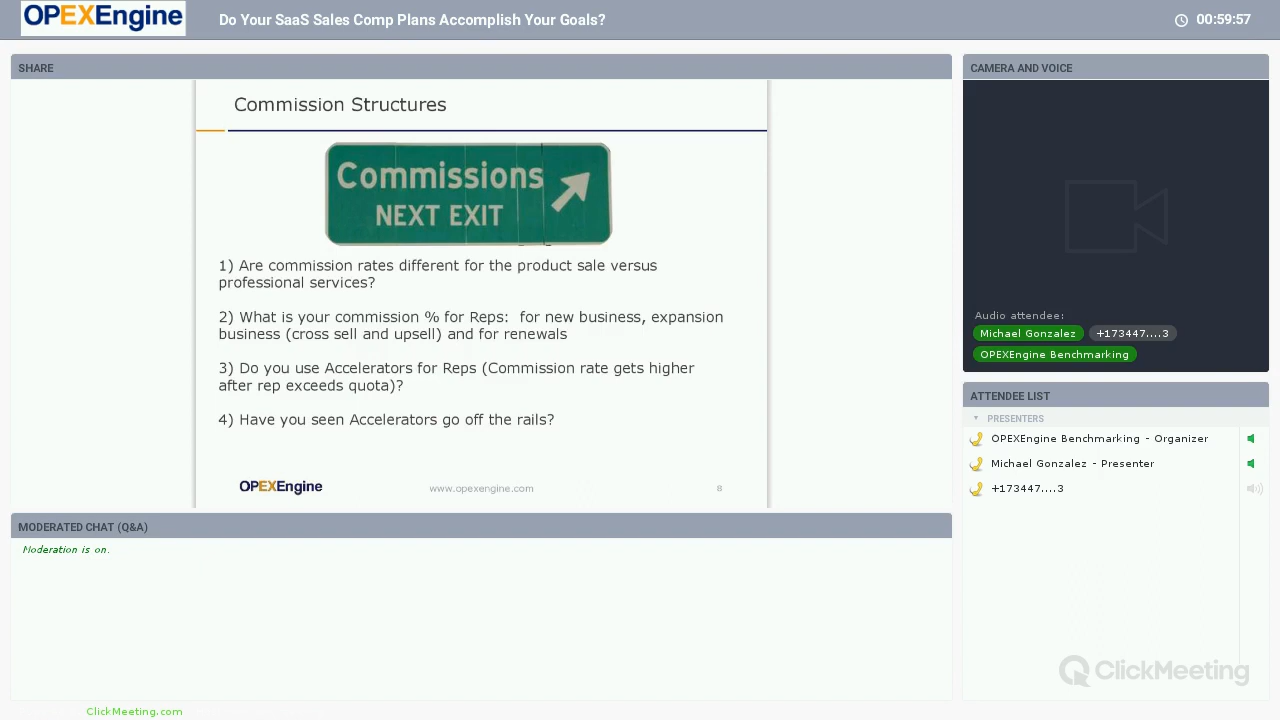 OPEXEngine
Do Your SaaS Sales Comp Plans Accomplish Your Goals?
00:59:57
SHARE
Commission Structures
Commissions
NEXT EXIT
1) Are commission rates different for the product sale versus
professional services?
2) What is your commission % for Reps: for new business, expansion
business (cross sell and upsell) and for renewals
3) Do you use Accelerators for Reps (Commission rate gets higher
after rep exceeds quota)?
4) Have you seen Accelerators go off the rails?
OPEXEngine
www.opexengine.com
8
MODERATED CHAT (Q&A)
Moderation is on.
ClickMeeting.com
CAMERA AND VOICE
Audio attendee:
Michael Gonzalez
+173447....3
OPEXEngine Benchmarking
ATTENDEE LIST
PRESENTERS
OPEXEngine Benchmarking - Organizer
Michael Gonzalez - Presenter
+173447....3
ClickMeeting